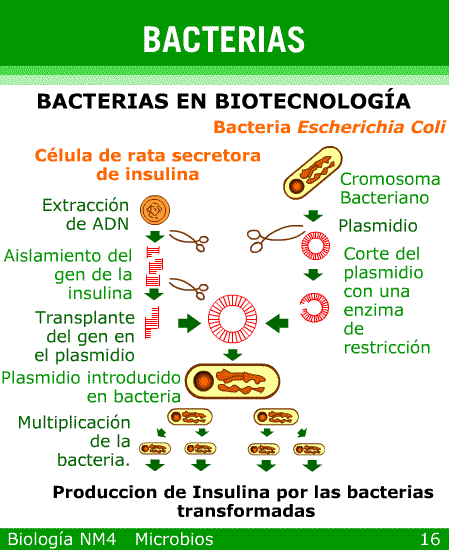 BACTERIAS
BACTERIAS EN BIOTECNOLOGÍA
Bacteria Escherichia Coli
Célula de rata secretora
de insulina
Cromosoma
Bacteriano
Extracción
de ADN
Plasmidio
Aislamiento del
gen de la
insulina
Corte del
plasmidio
con una
enzima
de
restricción
Transplante
del gen en
el plasmidio
Plasmidio introducido
en bacteria
Multiplicación
de la
bacteria.
Produccion de Insulina por las bacterias
transformadas
Biología NM4 Microbios 16